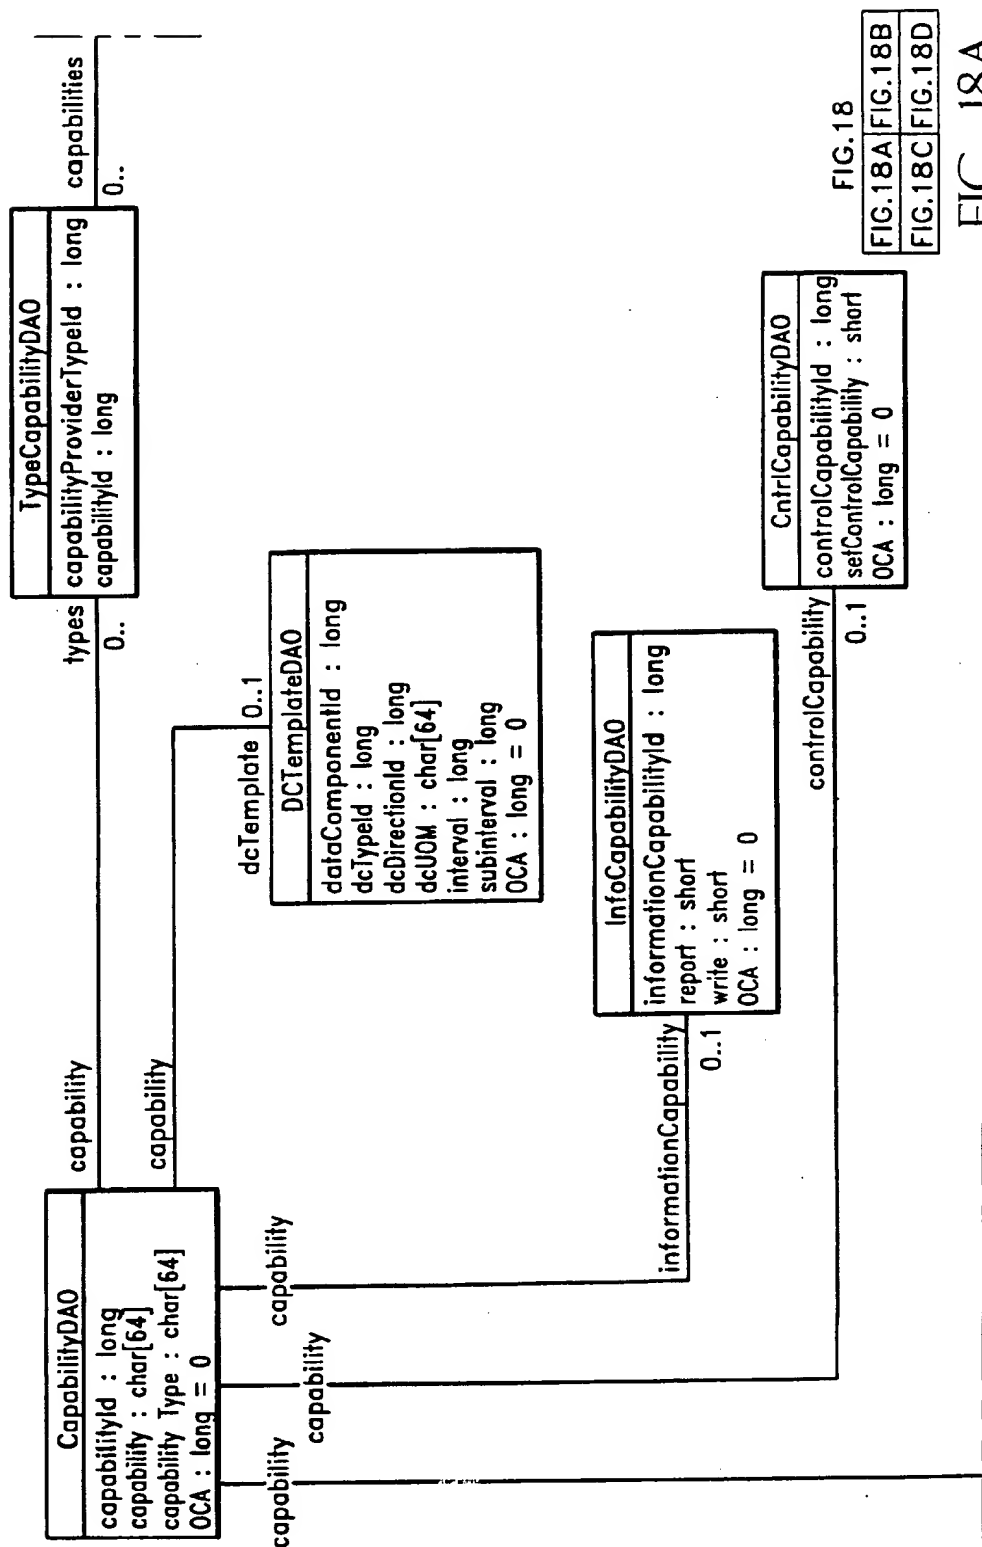 CapabilityDAO
capabilityId : long
capability : char[64]
capability Type : char[64]
OCA : long = 0
capability
types
0..
TypeCapabilityDAO
capabilityProviderTypeId : long
capabilityId : long
capabilities
0..
capability
dcTemplate
0..1
DCTemplateDAO
dataComponentId : long
dcTypeId : long
dcDirectionId : long
dcUOM : char[64]
interval : long
subinterval : long
OCA : long = 0
capability
informationCapability
0..1
InfoCapabilityDAO
informationCapabilityId : long
report : short
write : short
OCA : long = 0
capability
controlCapability
0..1
CntrlCapabilityDAO
controlCapabilityId : long
setControlCapability : short
OCA : long = 0
capability
FIG.18
FIG.18A FIG.18B
FIG.18C FIG.18D
FIG. 18A